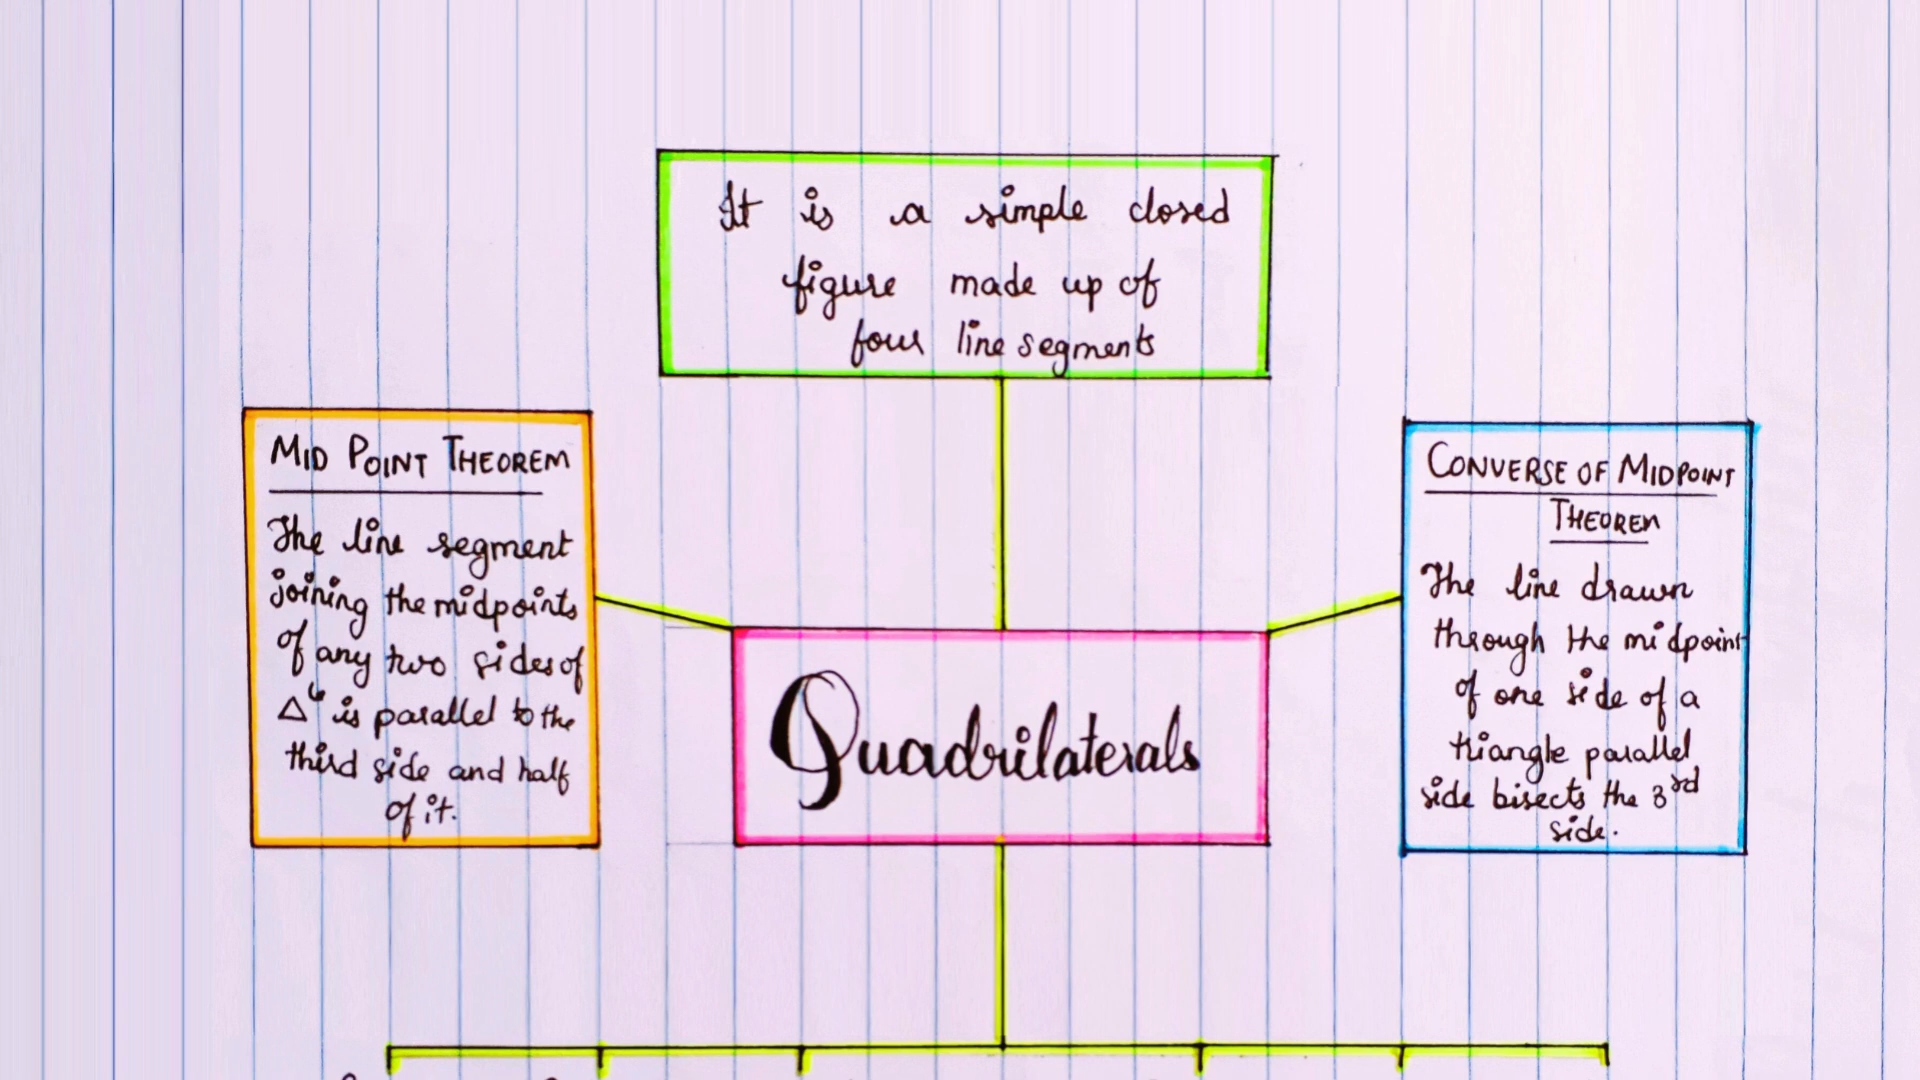 It is a simple closed
figure made up of
four line segments
MID POINT THEOREM
The line segment
joining the midpoints
of any two sides of
Δle is parallel to the
third side and half
of it.
Quadrilaterals
CONVERSE OF MIDPOINT
THEOREM
The line drawn
through the midpoint
of one side of a
triangle parallel
side bisects the 3rd
side.